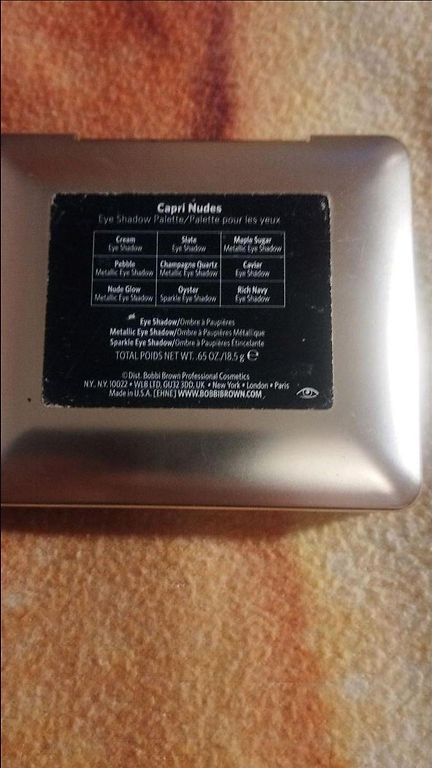 Capri Nudes
Eye Shadow Palette/Palette pour les yeux
Cream Slate Maple Sugar
Eye Shadow Eye Shadow Metallic Eye Shadow
Pebble Champagne Quartz Caviar
Metallic Eye Shadow Metallic Eye Shadow Eye Shadow
Nude Glow Oyster Rich Navy
Metallic Eye Shadow Sparkle Eye Shadow Eye Shadow
Eye Shadow/Ombre à Paupières
Metallic Eye Shadow/Ombre à Paupières Métallique
Sparkle Eye Shadow/Ombre à Paupières Étincelante
TOTAL POIDS NET WT. .65 OZ./18.5 g ℮
©Dist. Bobbi Brown Professional Cosmetics
N.Y., N.Y. 10022 • WLB LTD, GU32 3DD, UK • New York • London • Paris
Made in U.S.A. [EHNE] WWW.BOBBIBROWN.COM